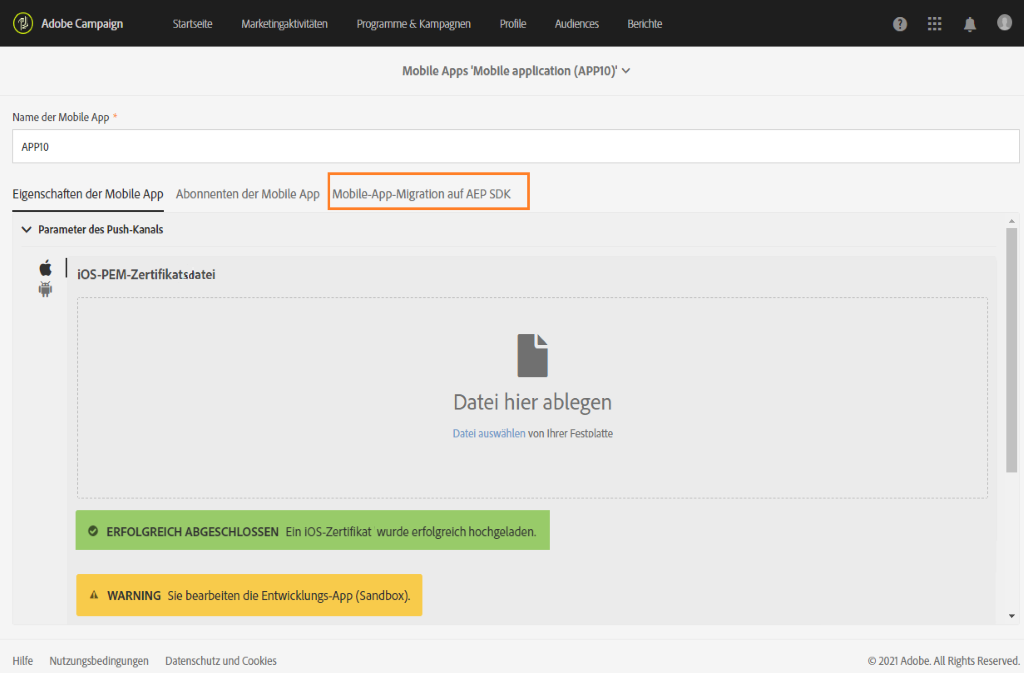 Adobe Campaign Startseite Marketingaktivitäten Programme & Kampagnen Profile Audiences Berichte
Mobile Apps 'Mobile application (APP10)'
Name der Mobile App *
APP10
Eigenschaften der Mobile App Abonnenten der Mobile App Mobile-App-Migration auf AEP SDK
Parameter des Push-Kanals
iOS-PEM-Zertifikatsdatei
Datei hier ablegen
Datei auswählen von Ihrer Festplatte
ERFOLGREICH ABGESCHLOSSEN Ein iOS-Zertifikat wurde erfolgreich hochgeladen.
WARNING Sie bearbeiten die Entwicklungs-App (Sandbox).
Hilfe Nutzungsbedingungen Datenschutz und Cookies © 2021 Adobe. All Rights Reserved.